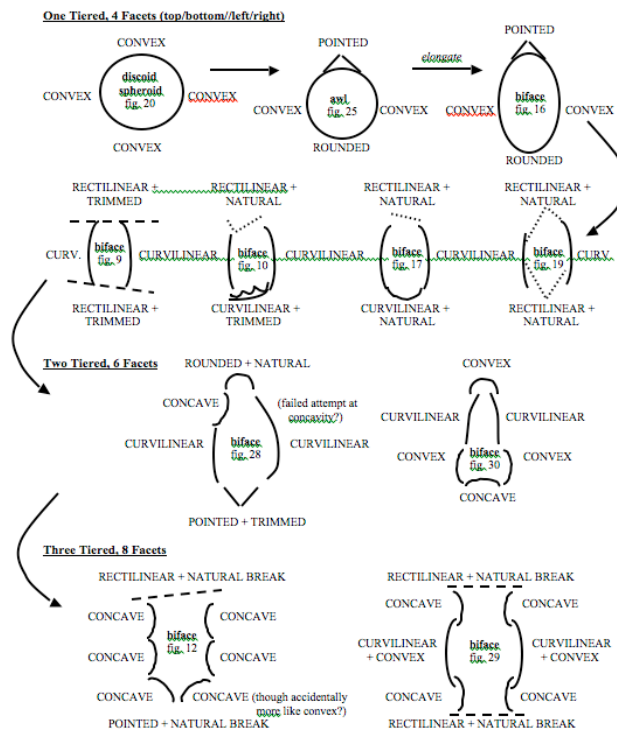 One Tiered, 4 Facets (top/bottom//left/right)
CONVEX
POINTED
elongate
POINTED
discoid
spheroid
fig. 20
CONVEX
CONVEX
awl
fig. 25
CONVEX
CONVEX
biface
fig. 16
CONVEX
CONVEX
CONVEX
ROUNDED
ROUNDED
RECTILINEAR +
TRIMMED
RECTILINEAR +
NATURAL
RECTILINEAR +
NATURAL
RECTILINEAR +
NATURAL
CURV.
biface
fig. 9
CURVILINEAR
biface
fig. 10
CURVILINEAR
biface
fig. 17
CURVILINEAR
biface
fig. 19
CURV.
RECTILINEAR +
TRIMMED
CURVILINEAR +
TRIMMED
CURVILINEAR +
NATURAL
RECTILINEAR +
NATURAL
Two Tiered, 6 Facets
ROUNDED + NATURAL
CONCAVE
(failed attempt at
concavity?)
CURVILINEAR
biface
fig. 28
CURVILINEAR
POINTED + TRIMMED
CONVEX
CURVILINEAR
CURVILINEAR
CONVEX
biface
fig. 30
CONVEX
CONCAVE
Three Tiered, 8 Facets
RECTILINEAR + NATURAL BREAK
CONCAVE
CONCAVE
biface
fig. 12
CONCAVE
CONCAVE
CONCAVE
CONCAVE (though accidentally
more like convex?)
POINTED + NATURAL BREAK
RECTILINEAR + NATURAL BREAK
CONCAVE
CONCAVE
CURVILINEAR
+ CONVEX
biface
fig. 29
CURVILINEAR
+ CONVEX
CONCAVE
CONCAVE
RECTILINEAR + NATURAL BREAK